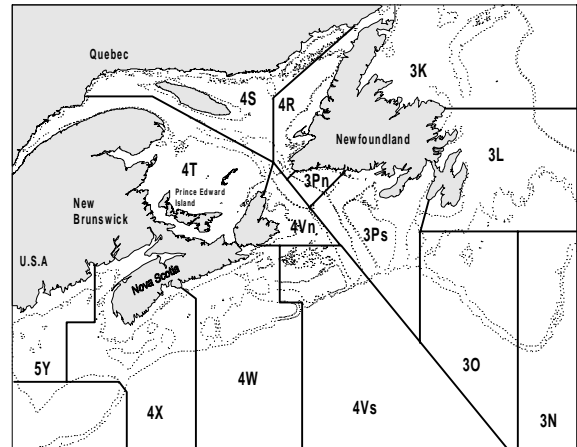 Quebec
3K
4S
4R
Newfoundland
3L
4T
3Pn
Prince Edward
Island
New
Brunswick
4Vn
3Ps
U.S.A
Nova Scotia
5Y
4W
3O
4X
4Vs
3N